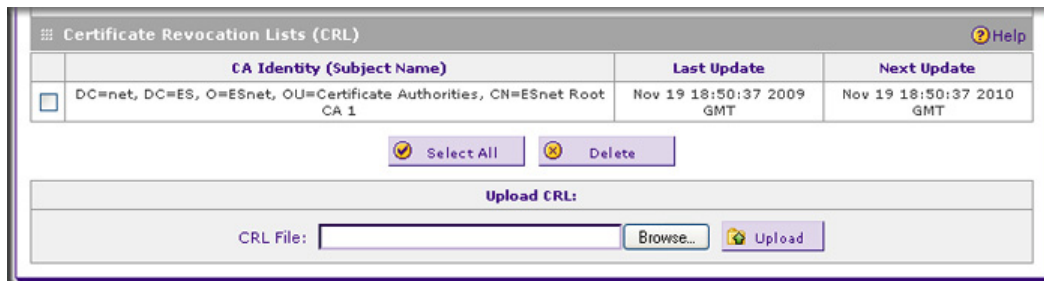 Certificate Revocation Lists (CRL)
Help
CA Identity (Subject Name) Last Update Next Update
DC=net, DC=ES, O=ESnet, OU=Certificate Authorities, CN=ESnet Root CA 1
Nov 19 18:50:37 2009 GMT
Nov 19 18:50:37 2010 GMT
Select All Delete
Upload CRL:
CRL File: Browse... Upload